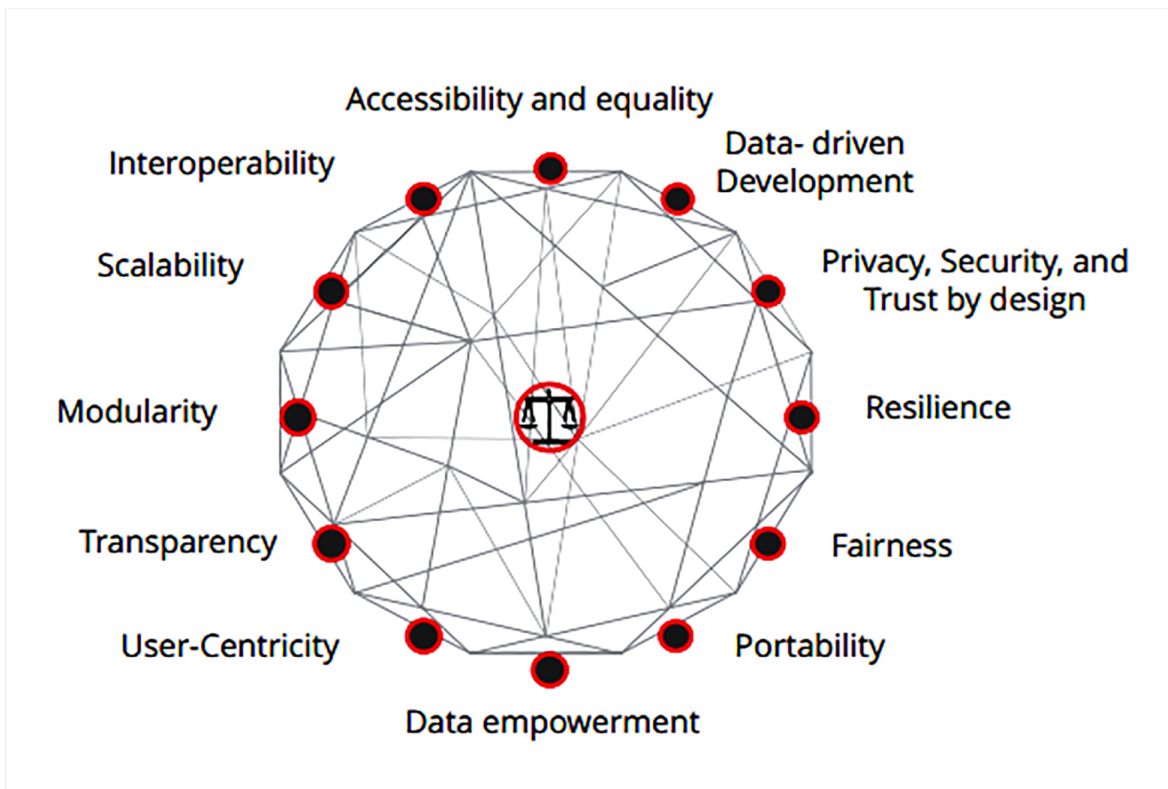 Accessibility and equality
Data- driven
Development
Interoperability
Privacy, Security, and
Trust by design
Scalability
Modularity
Resilience
Transparency
Fairness
User-Centricity
Portability
Data empowerment